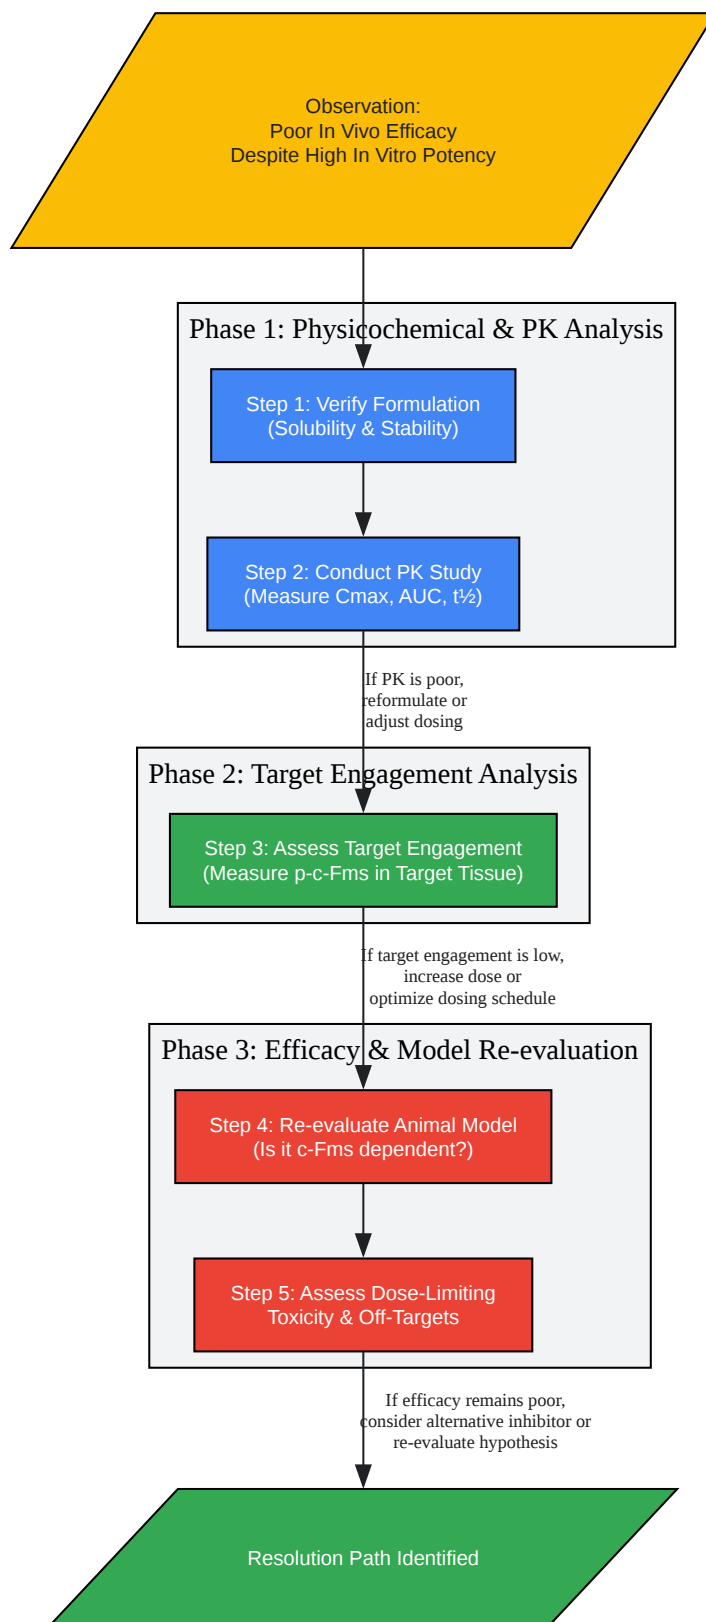 Observation:
Poor In Vivo Efficacy
Despite High In Vitro Potency
Phase 1: Physicochemical & PK Analysis
Step 1: Verify Formulation
(Solubility & Stability)
Step 2: Conduct PK Study
(Measure Cmax, AUC, t½)
If PK is poor,
reformulate or
adjust dosing
Phase 2: Target Engagement Analysis
Step 3: Assess Target Engagement
(Measure p-c-Fms in Target Tissue)
If target engagement is low,
increase dose or
optimize dosing schedule
Phase 3: Efficacy & Model Re-evaluation
Step 4: Re-evaluate Animal Model
(Is it c-Fms dependent?)
Step 5: Assess Dose-Limiting
Toxicity & Off-Targets
If efficacy remains poor,
consider alternative inhibitor or
re-evaluate hypothesis
Resolution Path Identified